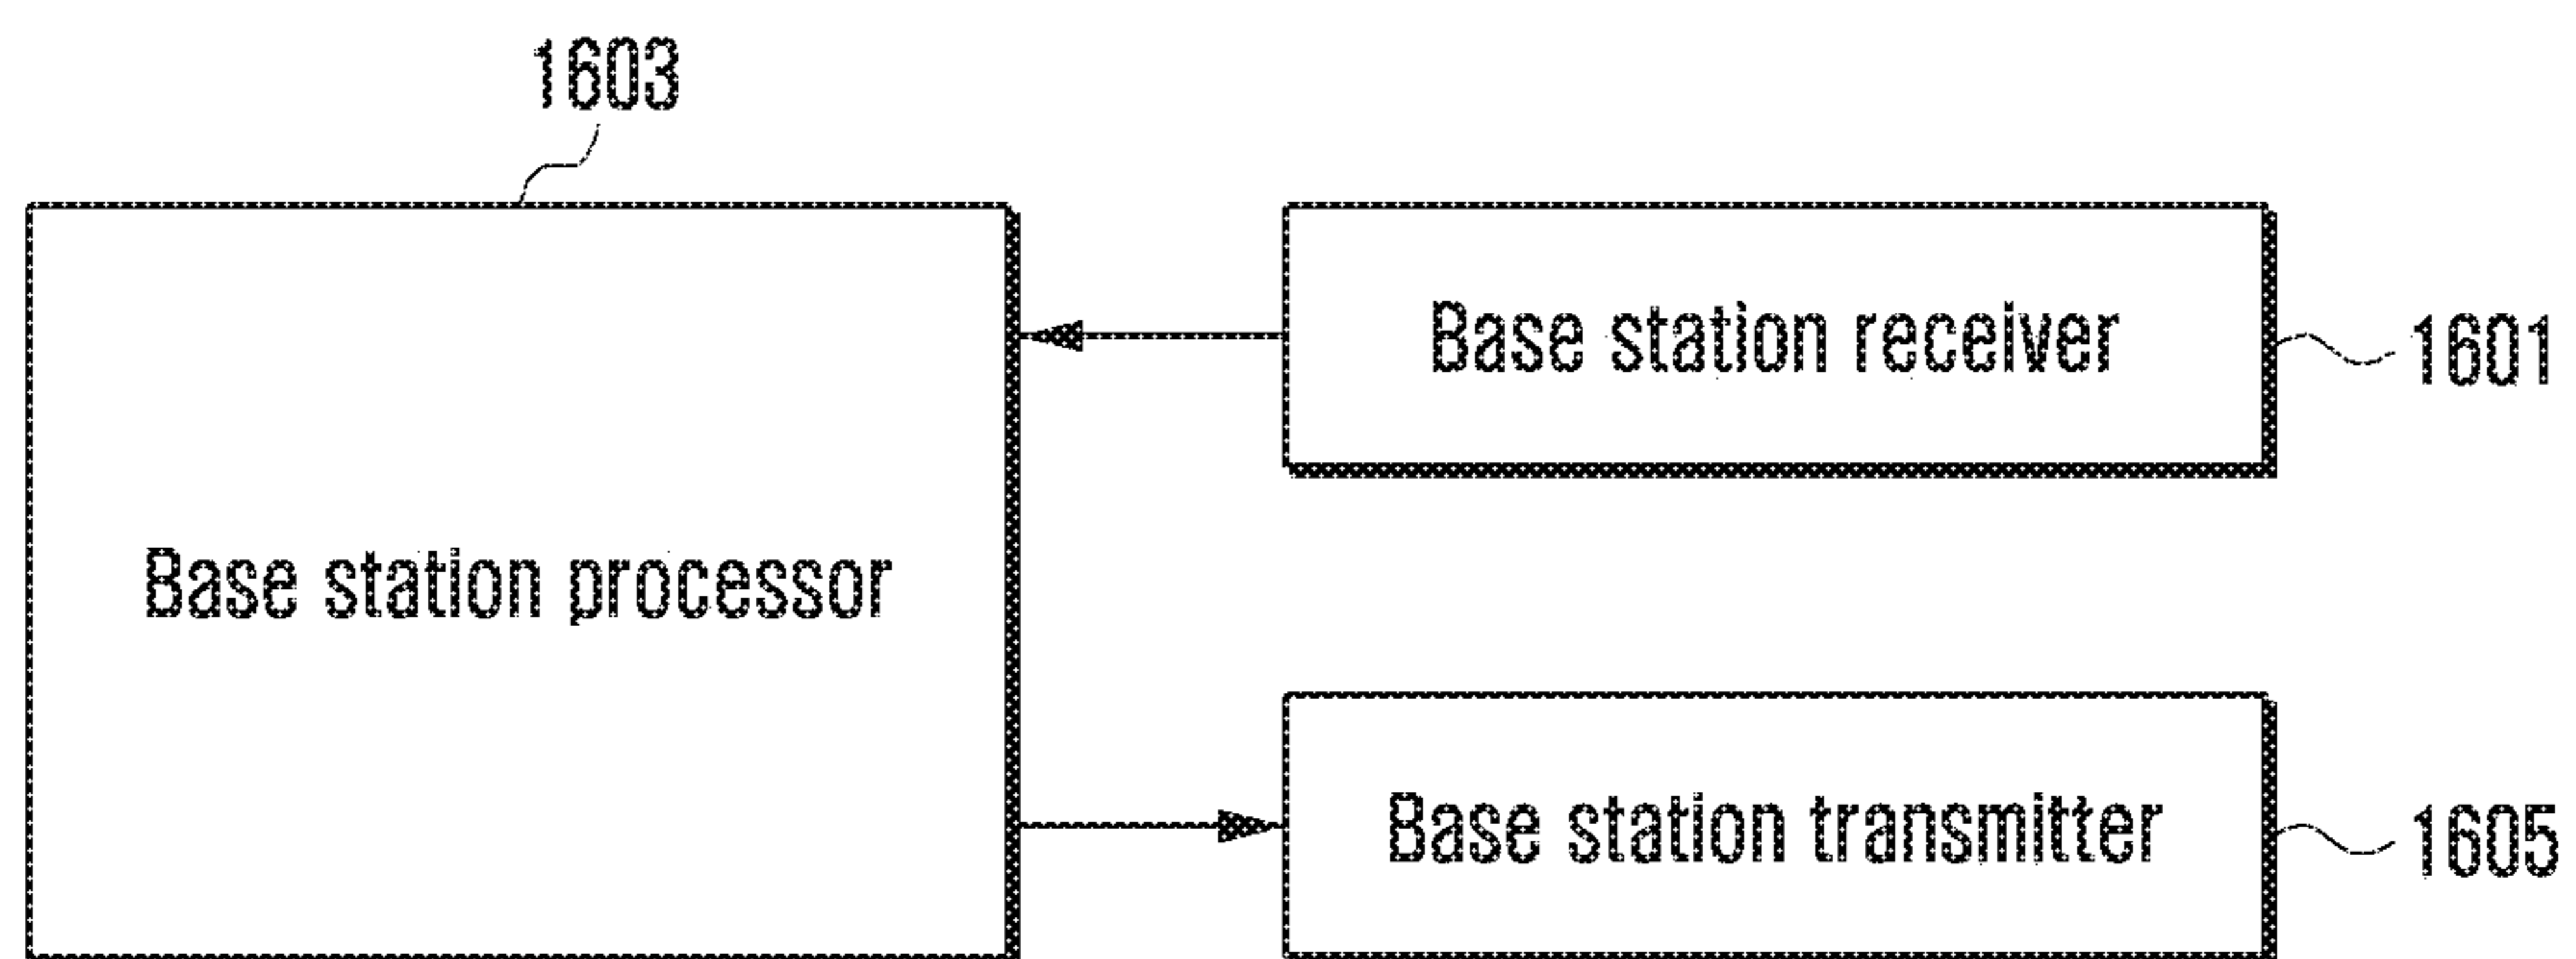 1603
Base station receiver
1601
Base station processor
Base station transmitter
1605